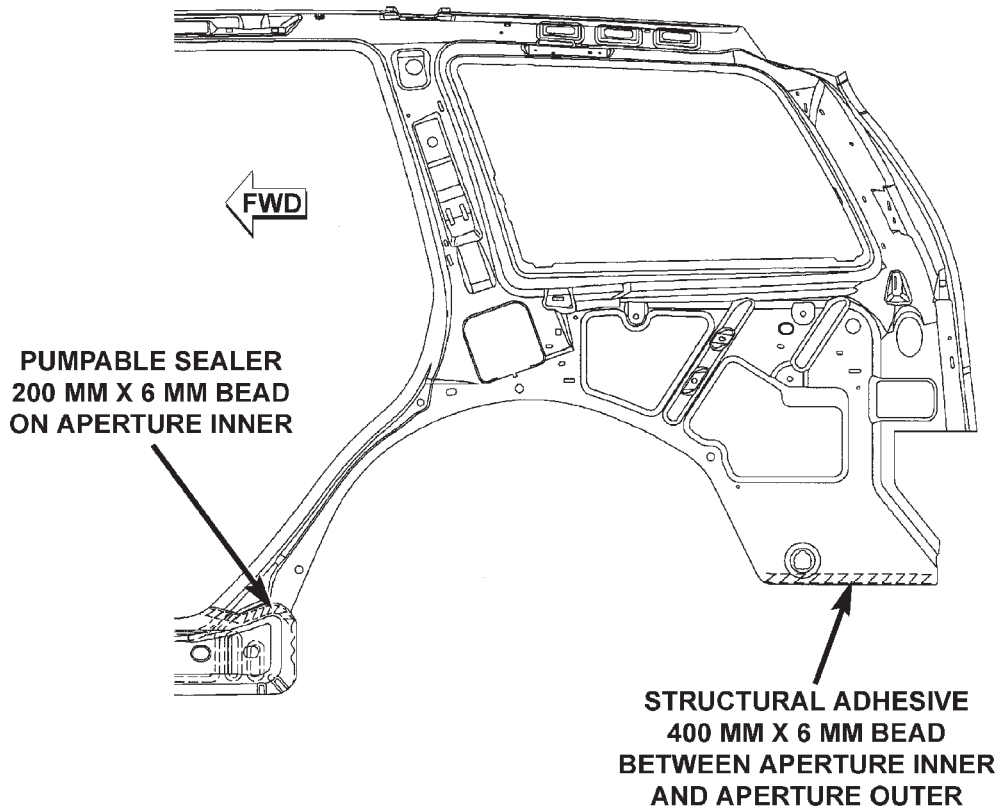 FWD
PUMPABLE SEALER
200 MM X 6 MM BEAD
ON APERTURE INNER
STRUCTURAL ADHESIVE
400 MM X 6 MM BEAD
BETWEEN APERTURE INNER
AND APERTURE OUTER